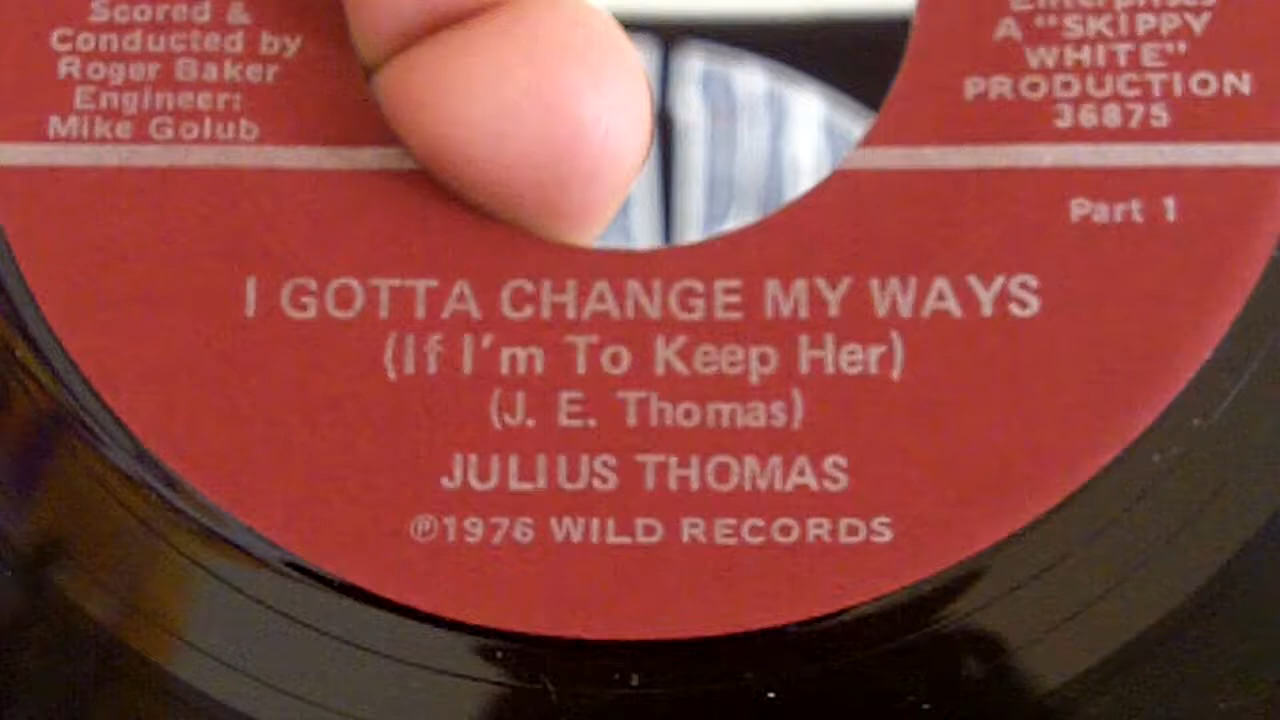 Scored &
Conducted by
Roger Baker
Engineer:
Mike Golub
Enterprises
A "SKIPPY
WHITE"
PRODUCTION
36875
Part 1
I GOTTA CHANGE MY WAYS
(If I'm To Keep Her)
(J. E. Thomas)
JULIUS THOMAS
℗1976 WILD RECORDS